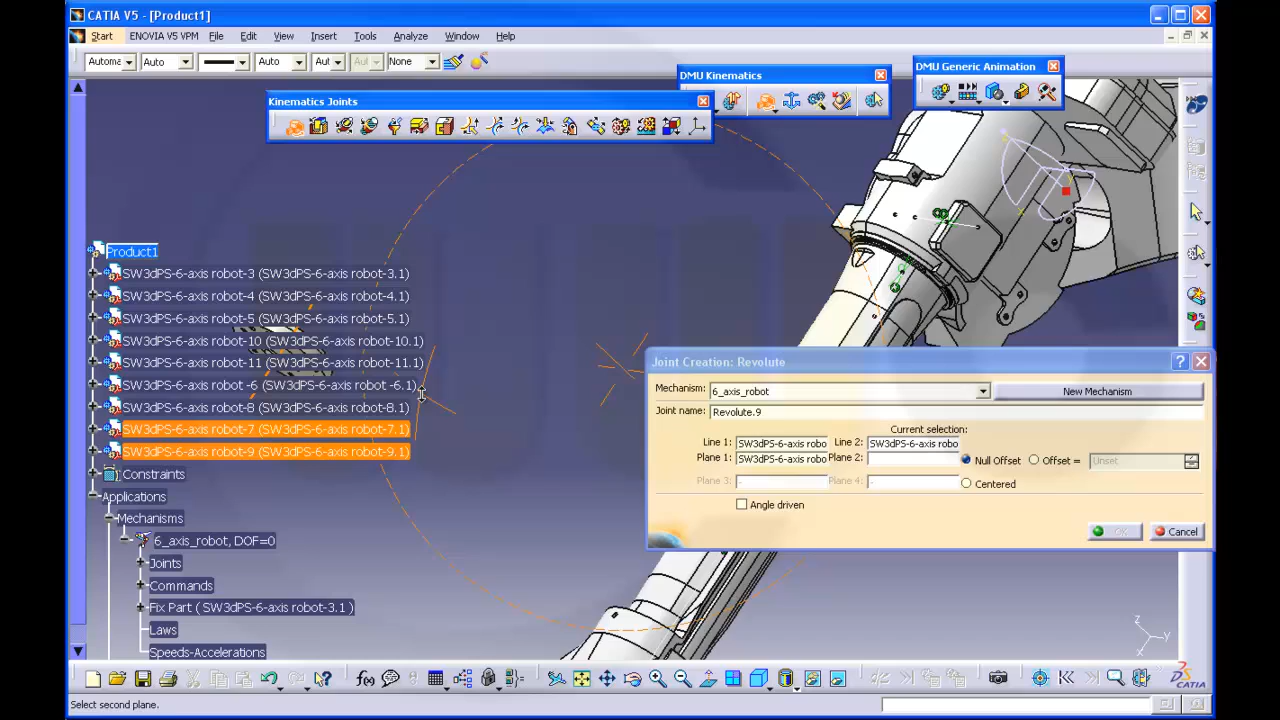 CATIA V5 - [Product1]
Start ENOVIA V5 VPM File Edit View Insert Tools Analyze Window Help
Automa Auto Auto Aut Aut None
DMU Kinematics
DMU Generic Animation
Kinematics Joints
Product1
SW3dPS-6-axis robot-3 (SW3dPS-6-axis robot-3.1)
SW3dPS-6-axis robot-4 (SW3dPS-6-axis robot-4.1)
SW3dPS-6-axis robot-5 (SW3dPS-6-axis robot-5.1)
SW3dPS-6-axis robot-10 (SW3dPS-6-axis robot-10.1)
SW3dPS-6-axis robot-11 (SW3dPS-6-axis robot-11.1)
SW3dPS-6-axis robot -6 (SW3dPS-6-axis robot -6.1)
SW3dPS-6-axis robot-8 (SW3dPS-6-axis robot-8.1)
SW3dPS-6-axis robot-7 (SW3dPS-6-axis robot-7.1)
SW3dPS-6-axis robot-9 (SW3dPS-6-axis robot-9.1)
Constraints
Applications
Mechanisms
6_axis_robot, DOF=0
Joints
Commands
Fix Part ( SW3dPS-6-axis robot-3.1 )
Laws
Speeds-Accelerations
Joint Creation: Revolute
Mechanism: 6_axis_robot New Mechanism
Joint name: Revolute.9
Current selection:
Line 1: SW3dPS-6-axis robo Line 2: SW3dPS-6-axis robo
Plane 1: SW3dPS-6-axis robo Plane 2: Null Offset Offset = Unset
Plane 3: - Plane 4: - Centered
Angle driven
OK Cancel
z
y
x
f(x)
CATIA
Select second plane.